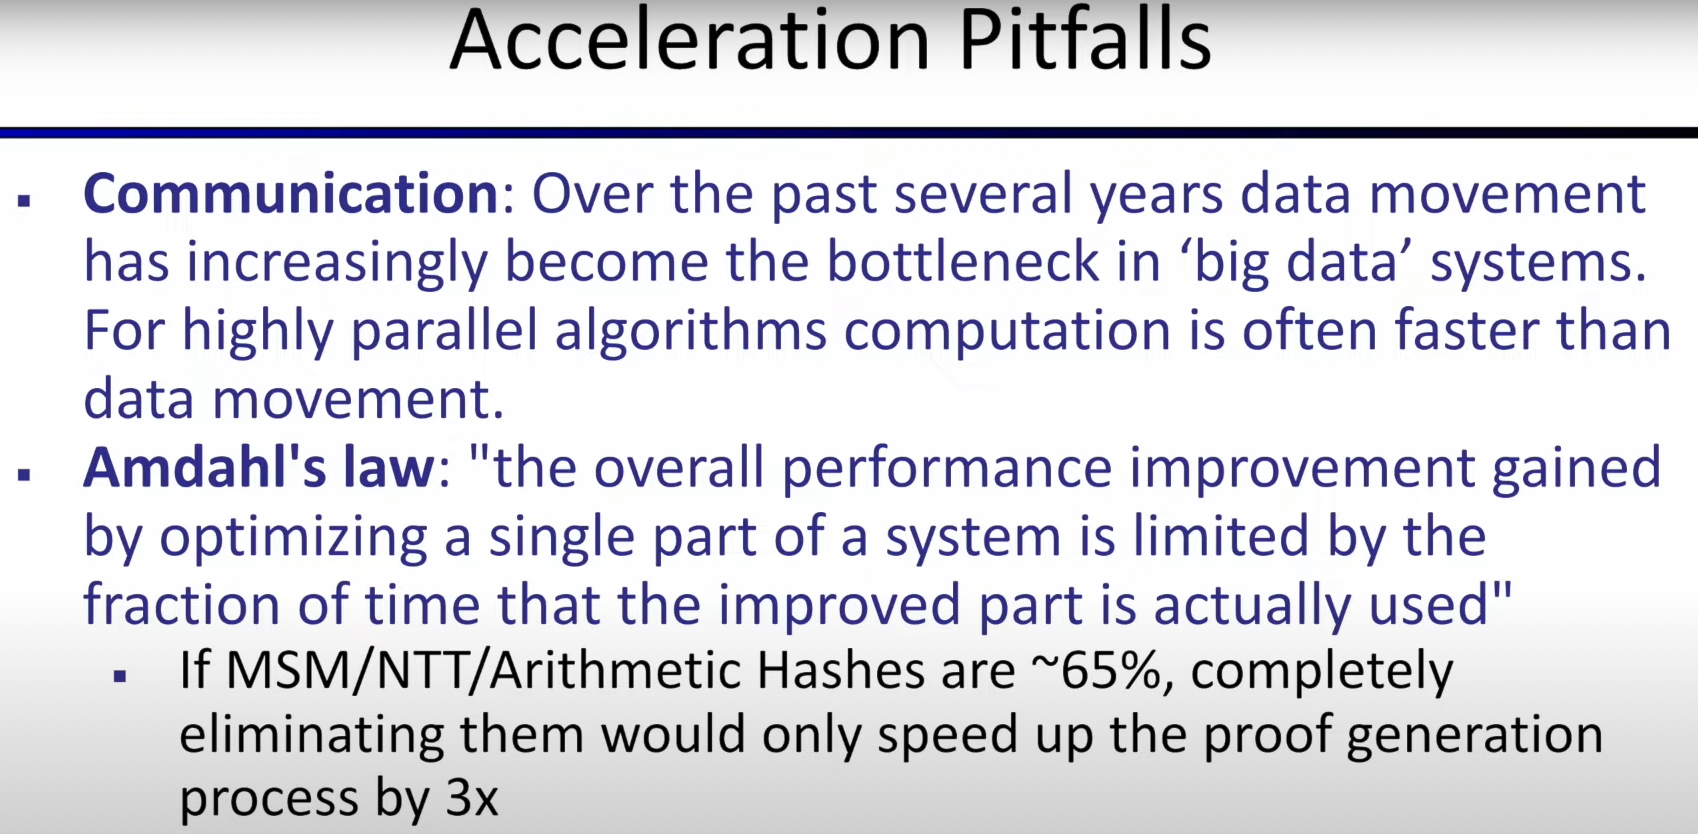 Acceleration Pitfalls
▪ Communication: Over the past several years data movement
has increasingly become the bottleneck in ‘big data’ systems.
For highly parallel algorithms computation is often faster than
data movement.
▪ Amdahl's law: "the overall performance improvement gained
by optimizing a single part of a system is limited by the
fraction of time that the improved part is actually used"
▪ If MSM/NTT/Arithmetic Hashes are ~65%, completely
eliminating them would only speed up the proof generation
process by 3x